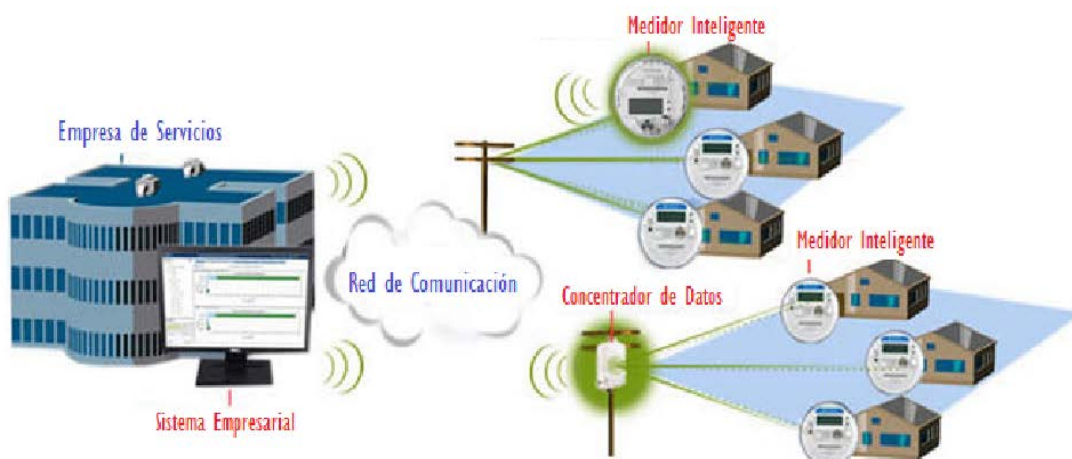 Medidor Inteligente
Empresa de Servicios
Medidor Inteligente
Red de Comunicación
Concentrador de Datos
Sistema Empresarial